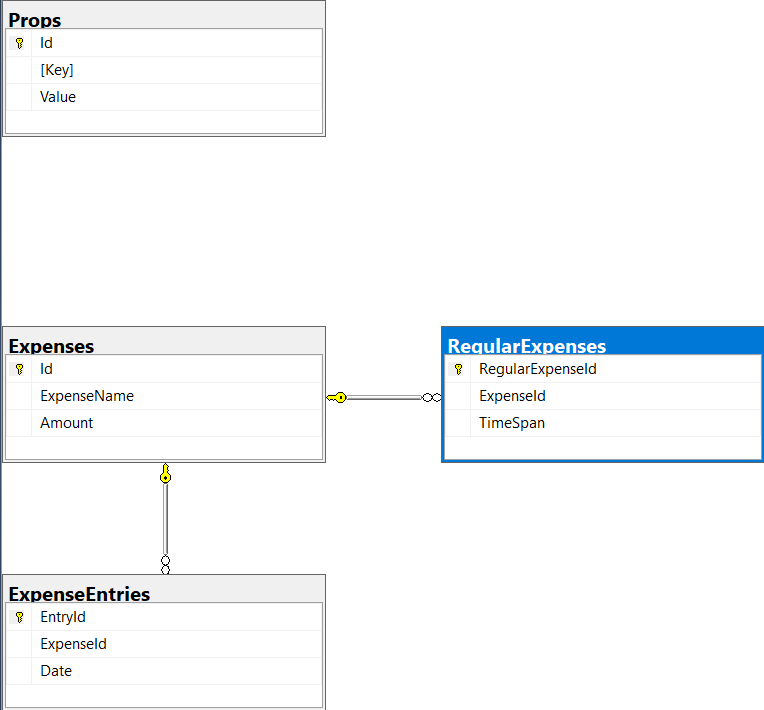 Props
Id
[Key]
Value
Expenses
Id
ExpenseName
Amount
RegularExpenses
RegularExpenseId
ExpenseId
TimeSpan
ExpenseEntries
EntryId
ExpenseId
Date